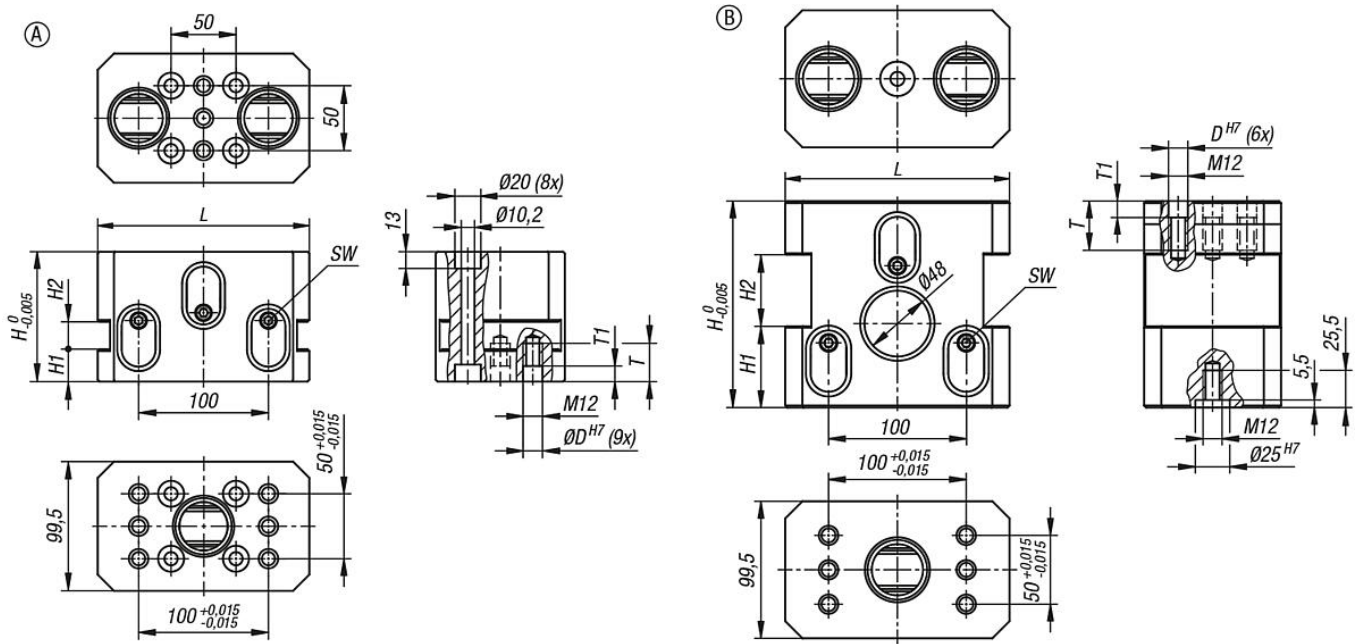 A
50
50
L
Ø20 (8x)
Ø10,2
13
SW
H 0 -0,005
H2
H1
T1
T
100
M12
ØD H7 (9x)
50 +0,015 -0,015
99,5
100 +0,015 -0,015
B
L
D H7 (6x)
M12
T1
T
H 0 -0,005
H2
H1
Ø48
SW
25,5
5,5
100
M12
Ø25 H7
100 +0,015 -0,015
99,5
50 +0,015 -0,015